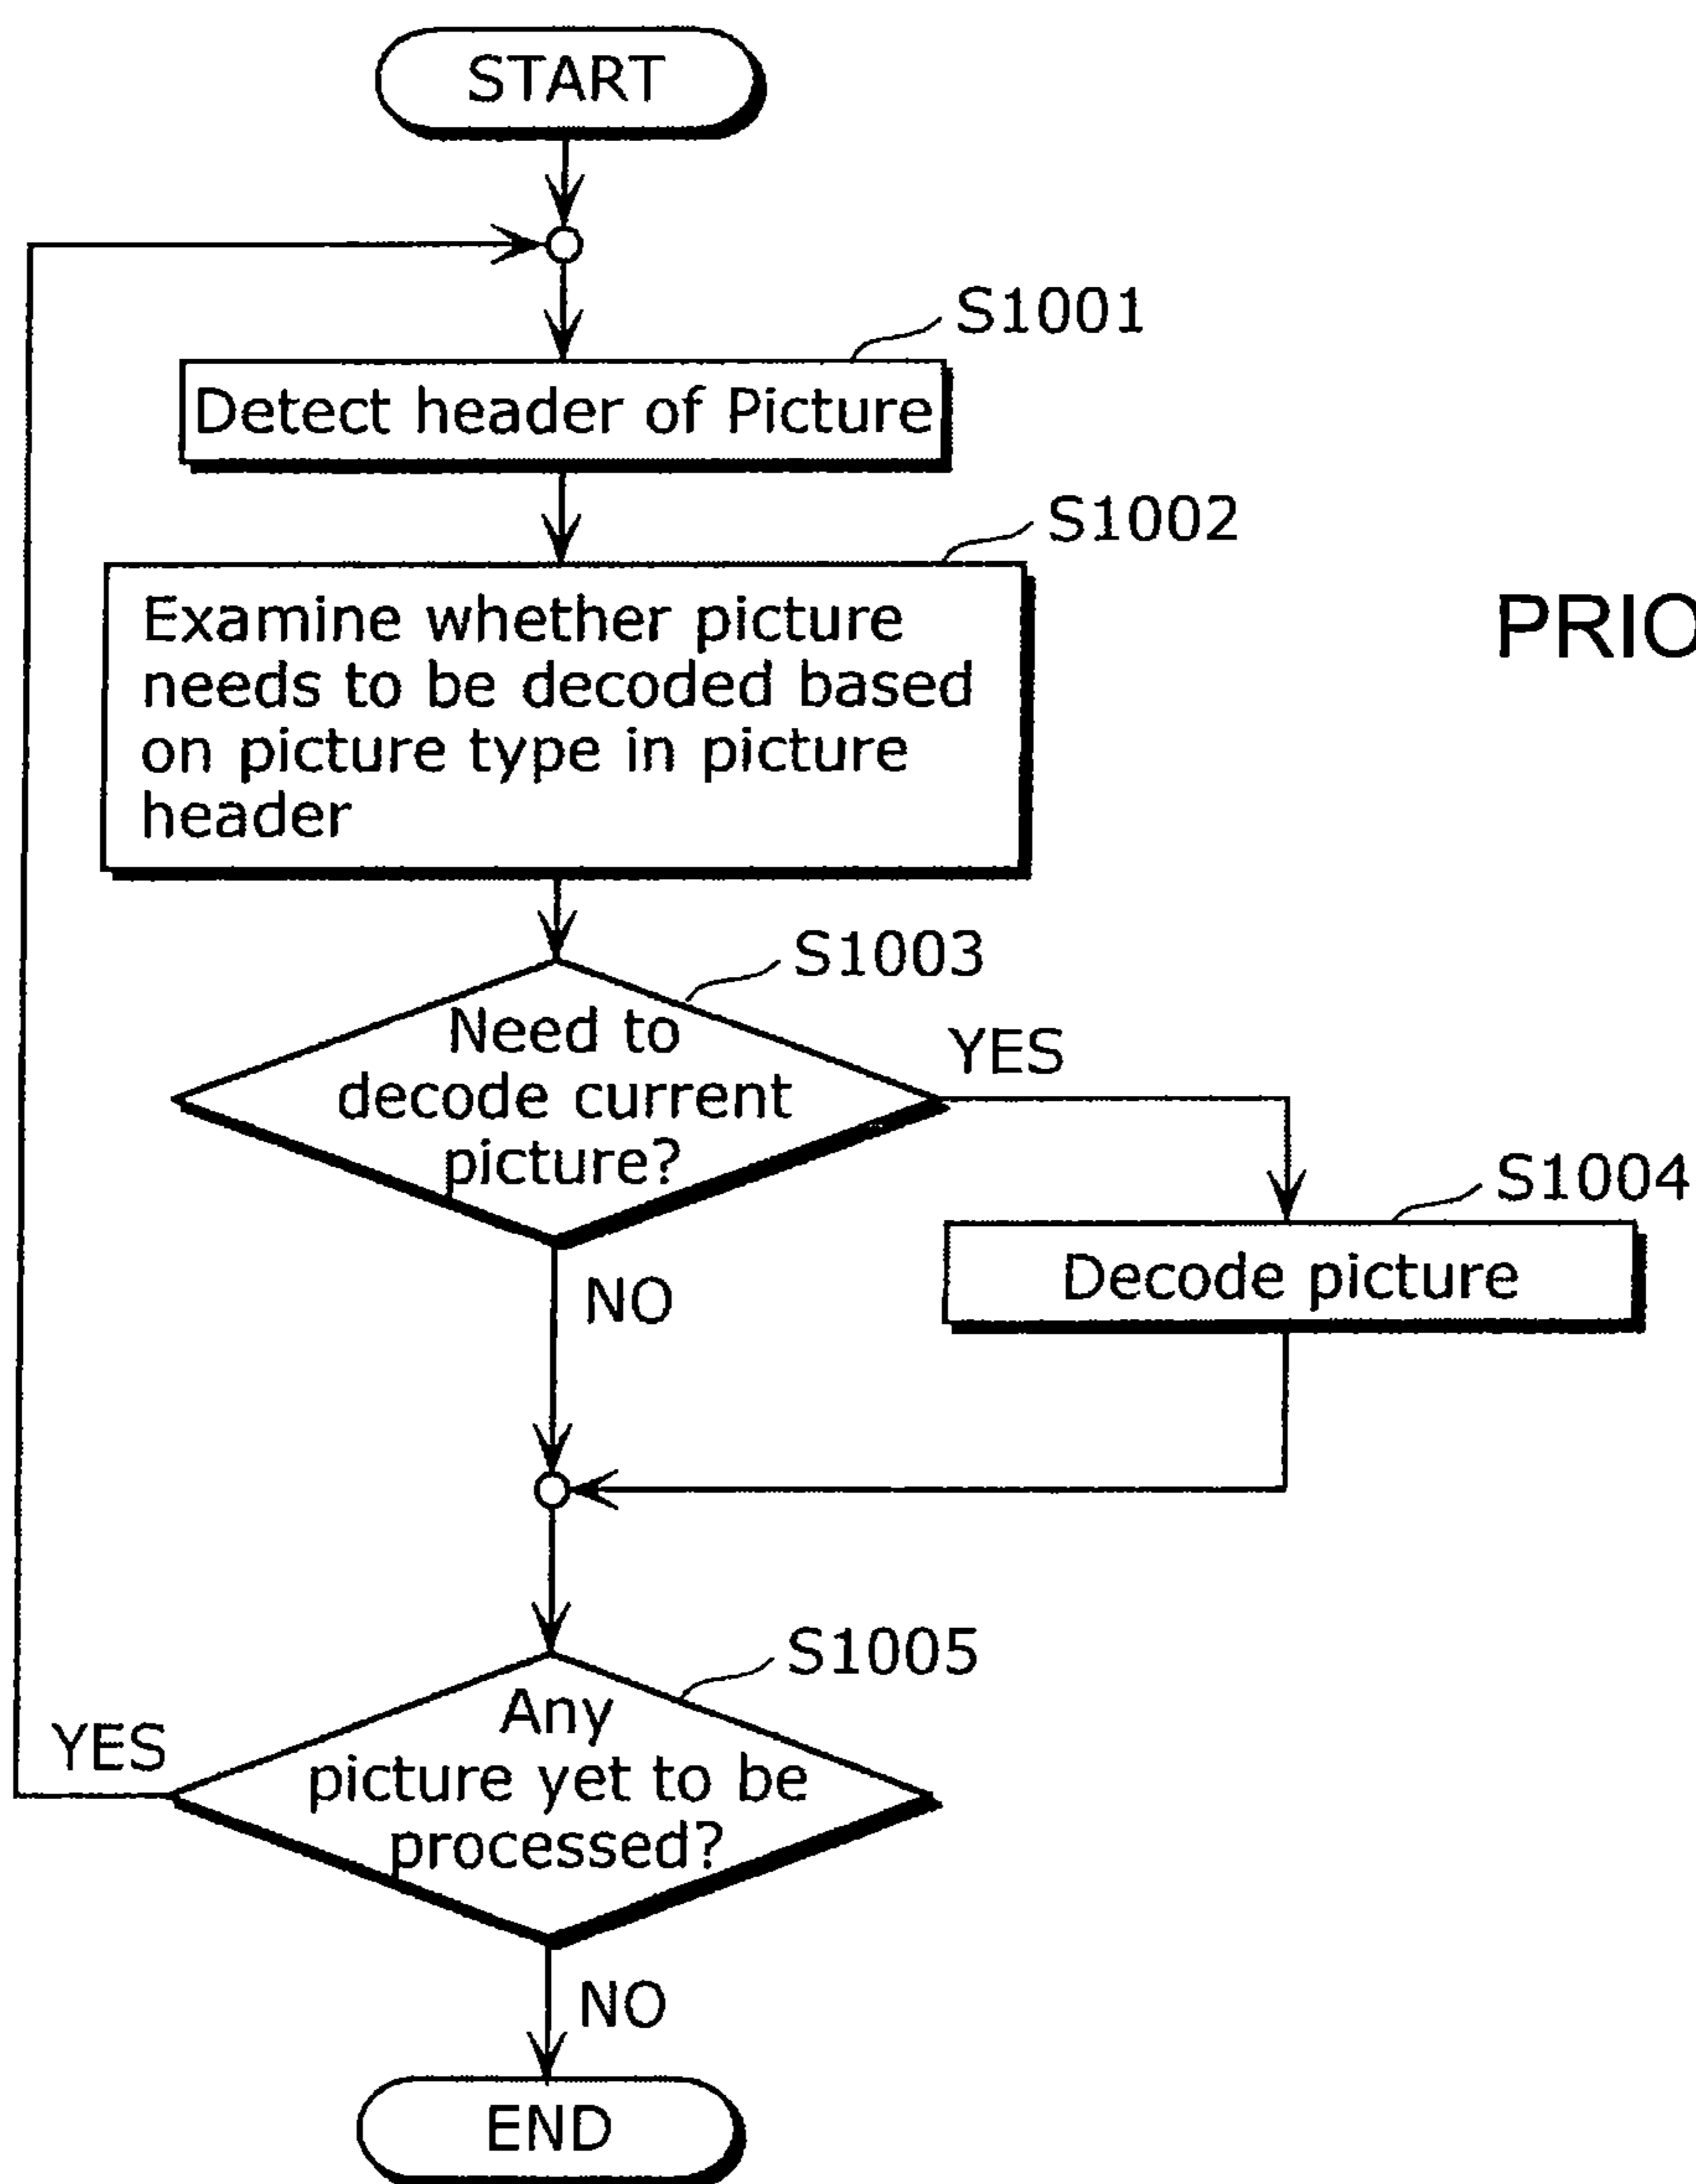 START
S1001
Detect header of Picture
S1002
Examine whether picture
needs to be decoded based
on picture type in picture
header
PRIO
S1003
Need to
decode current
picture?
YES
S1004
Decode picture
NO
S1005
Any
picture yet to be
processed?
YES
NO
END